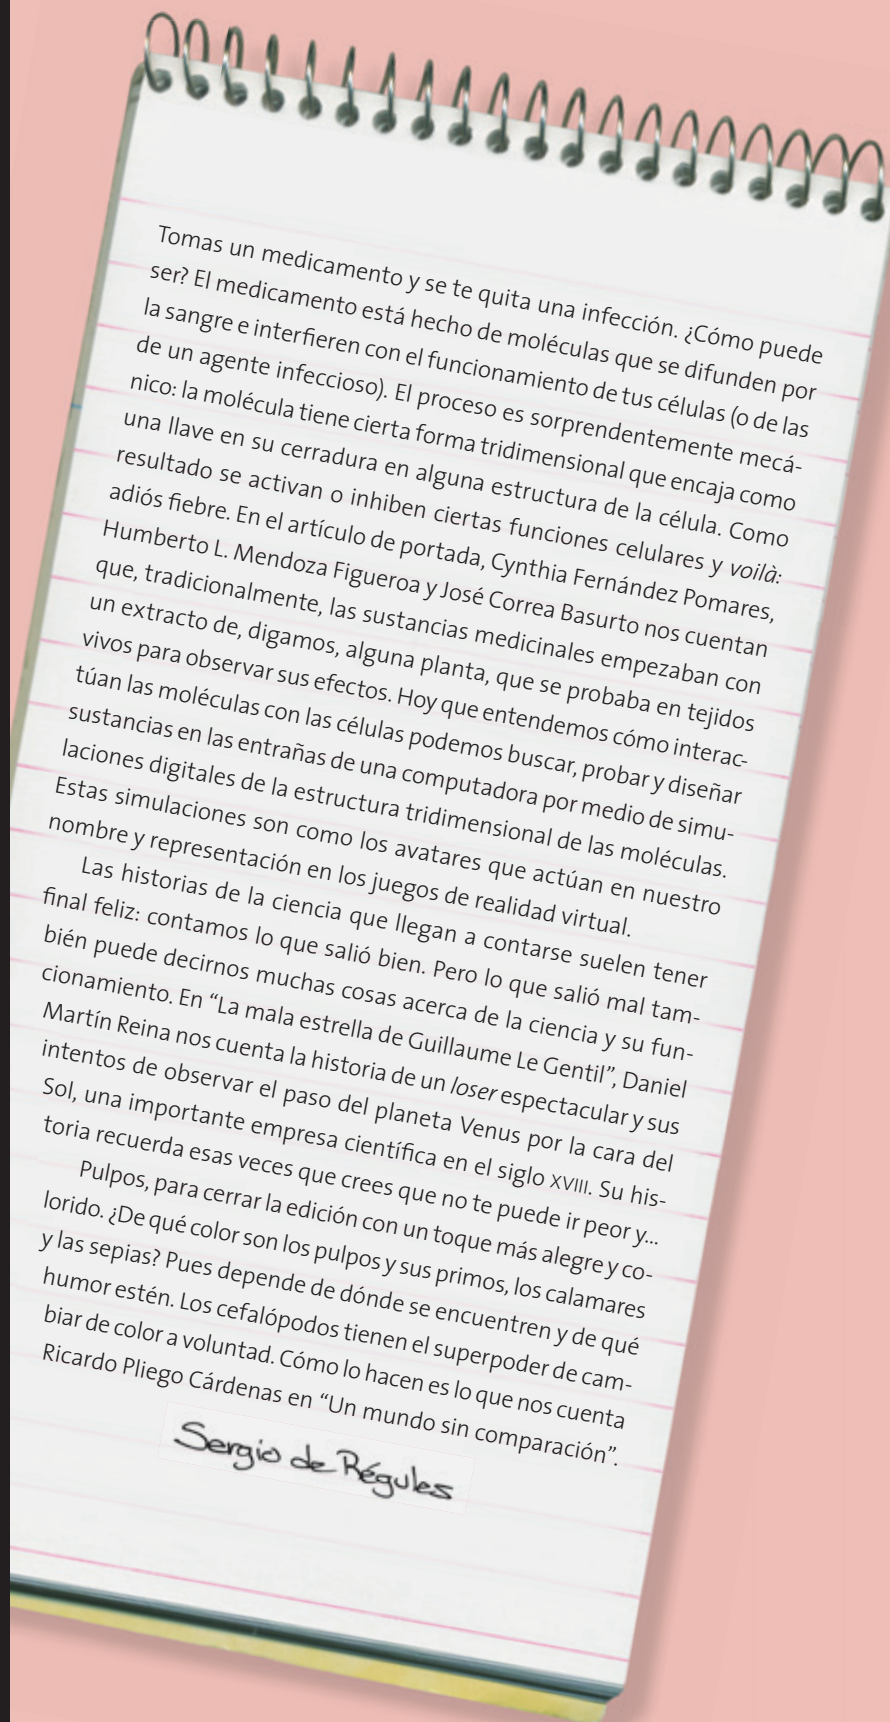 Tomas un medicamento y se te quita una infección. ¿Cómo puede
ser? El medicamento está hecho de moléculas que se difunden por
la sangre e interfieren con el funcionamiento de tus células (o de las
de un agente infeccioso). El proceso es sorprendentemente mecá-
nico: la molécula tiene cierta forma tridimensional que encaja como
una llave en su cerradura en alguna estructura de la célula. Como
resultado se activan o inhiben ciertas funciones celulares y voilà:
adiós fiebre. En el artículo de portada, Cynthia Fernández Pomares,
Humberto L. Mendoza Figueroa y José Correa Basurto nos cuentan
que, tradicionalmente, las sustancias medicinales empezaban con
un extracto de, digamos, alguna planta, que se probaba en tejidos
vivos para observar sus efectos. Hoy que entendemos cómo interac-
túan las moléculas con las células podemos buscar, probar y diseñar
sustancias en las entrañas de una computadora por medio de simu-
laciones digitales de la estructura tridimensional de las moléculas.
Estas simulaciones son como los avatares que actúan en nuestro
nombre y representación en los juegos de realidad virtual.
Las historias de la ciencia que llegan a contarse suelen tener
final feliz: contamos lo que salió bien. Pero lo que salió mal tam-
bién puede decirnos muchas cosas acerca de la ciencia y su fun-
cionamiento. En “La mala estrella de Guillaume Le Gentil”, Daniel
Martín Reina nos cuenta la historia de un loser espectacular y sus
intentos de observar el paso del planeta Venus por la cara del
Sol, una importante empresa científica en el siglo XVIII. Su his-
toria recuerda esas veces que crees que no te puede ir peor y...
Pulpos, para cerrar la edición con un toque más alegre y co-
lorido. ¿De qué color son los pulpos y sus primos, los calamares
y las sepias? Pues depende de dónde se encuentren y de qué
humor estén. Los cefalópodos tienen el superpoder de cam-
biar de color a voluntad. Cómo lo hacen es lo que nos cuenta
Ricardo Pliego Cárdenas en “Un mundo sin comparación”.
Sergio de Régules